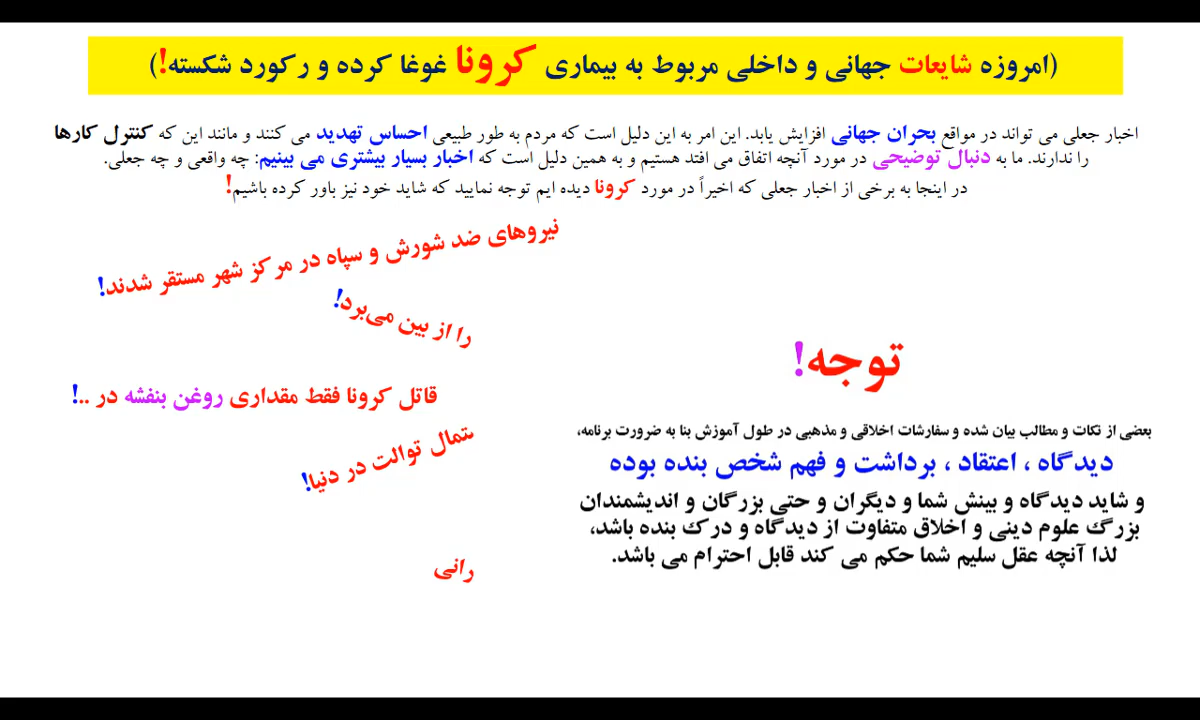 (امروزه شایعات جهانی و داخلی مربوط به بیماری کرونا غوغا کرده و رکورد شکسته!)
اخبار جعلی می تواند در مواقع بحران جهانی افزایش یابد. این امر به این دلیل است که مردم به طور طبیعی احساس تهدید می کنند و مانند این که کنترل کارها
را ندارند. ما به دنبال توضیحی در مورد آنچه اتفاق می افتد هستیم و به همین دلیل است که اخبار بسیار بیشتری می بینیم: چه واقعی و چه جعلی.
در اینجا به برخی از اخبار جعلی که اخیراً در مورد کرونا دیده ایم توجه نمایید که شاید خود نیز باور کرده باشیم!
نیروهای ضد شورش و سپاه در مرکز شهر مستقر شدند!
را از بین می‌برد!
قاتل کرونا فقط مقداری روغن بنفشه در ..!
ستمال توالت در دنیا!
رانی
توجه!
بعضی از نکات و مطالب بیان شده و سفارشات اخلاقی و مذهبی در طول آموزش بنا به ضرورت برنامه،
دیدگاه ، اعتقاد ، برداشت و فهم شخص بنده بوده
و شاید دیدگاه و بینش شما و دیگران و حتی بزرگان و اندیشمندان
بزرگ علوم دینی و اخلاق متفاوت از دیدگاه و درک بنده باشد،
لذا آنچه عقل سلیم شما حکم می کند قابل احترام می باشد.